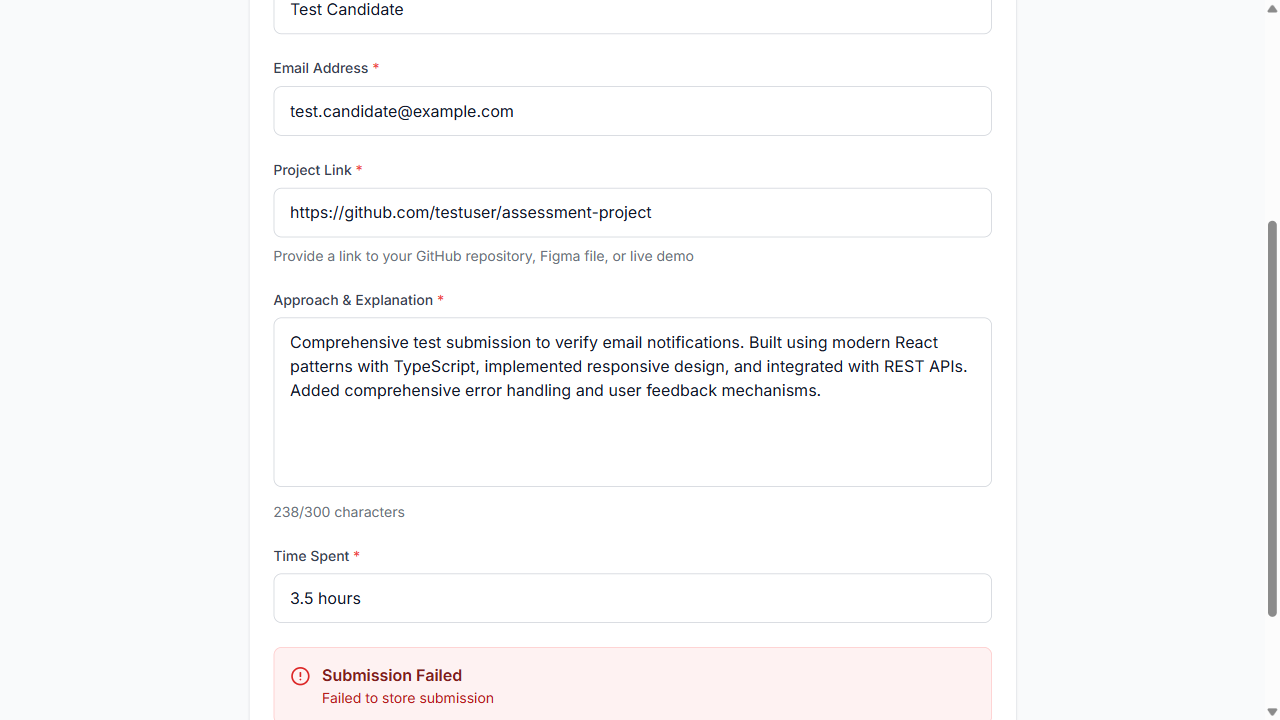 Test Candidate
Email Address *
test.candidate@example.com
Project Link *
https://github.com/testuser/assessment-project
Provide a link to your GitHub repository, Figma file, or live demo
Approach & Explanation *
Comprehensive test submission to verify email notifications. Built using modern React
patterns with TypeScript, implemented responsive design, and integrated with REST APIs.
Added comprehensive error handling and user feedback mechanisms.
238/300 characters
Time Spent *
3.5 hours
Submission Failed
Failed to store submission